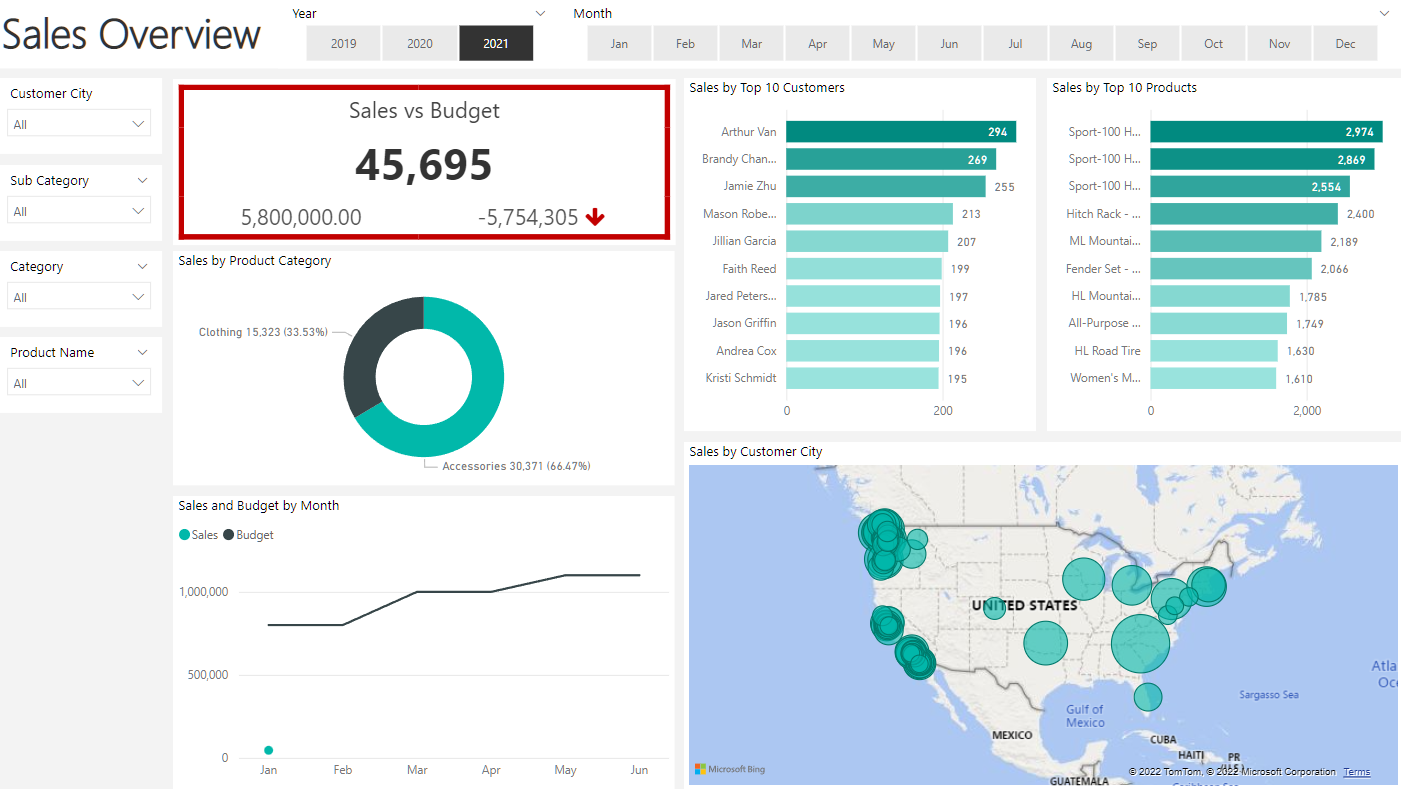 Sales Overview
Year
2019 2020 2021
Month
Jan Feb Mar Apr May Jun Jul Aug Sep Oct Nov Dec
Customer City
All
Sub Category
All
Category
All
Product Name
All
Sales vs Budget
45,695
5,800,000.00 -5,754,305
Sales by Product Category
Clothing 15,323 (33.53%)
Accessories 30,371 (66.47%)
Sales and Budget by Month
Sales Budget
1,000,000
500,000
0
Jan Feb Mar Apr May Jun
Sales by Top 10 Customers
Arthur Van 294
Brandy Chan... 269
Jamie Zhu 255
Mason Robe... 213
Jillian Garcia 207
Faith Reed 199
Jared Peters... 197
Jason Griffin 196
Andrea Cox 196
Kristi Schmidt 195
0 200
Sales by Top 10 Products
Sport-100 H... 2,974
Sport-100 H... 2,869
Sport-100 H... 2,554
Hitch Rack - ... 2,400
ML Mountai... 2,189
Fender Set - ... 2,066
HL Mountai... 1,785
All-Purpose ... 1,749
HL Road Tire 1,630
Women's M... 1,610
0 2,000
Sales by Customer City
UNITED STATES
Atla
Oc
Sargasso Sea
Gulf of
Mexico
MEXICO
CUBA
HAITI PR
(U.S.)
GUATEMALA
Microsoft Bing
© 2022 TomTom, © 2022 Microsoft Corporation Terms